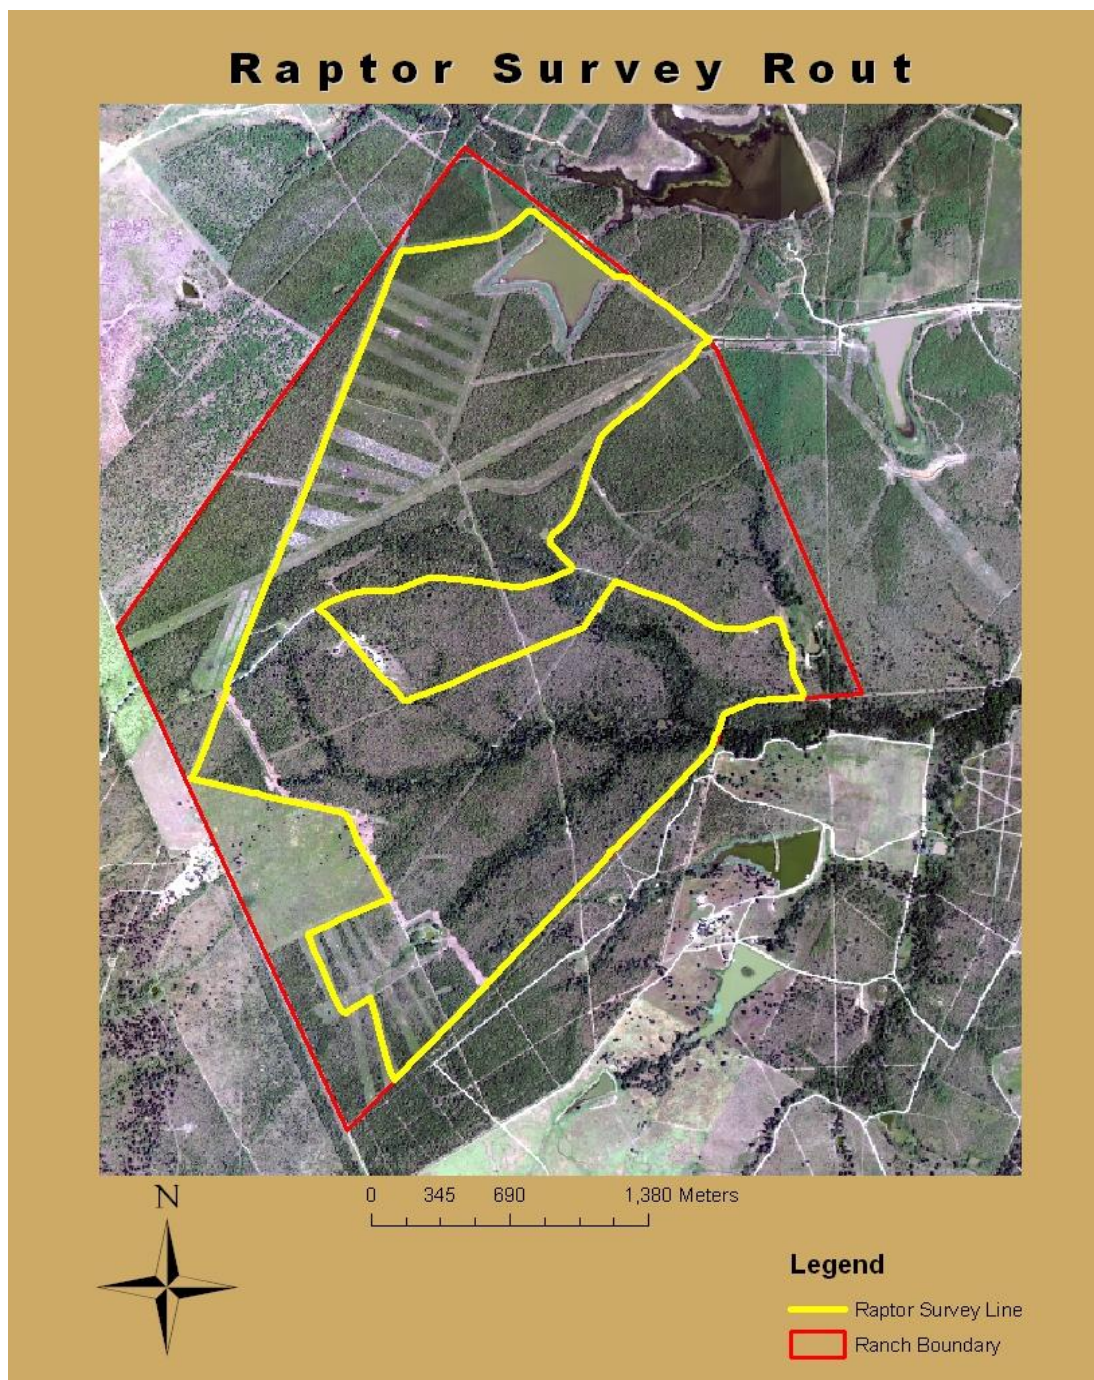 Raptor Survey Rout
N
0 345 690 1,380 Meters
Legend
Raptor Survey Line
Ranch Boundary